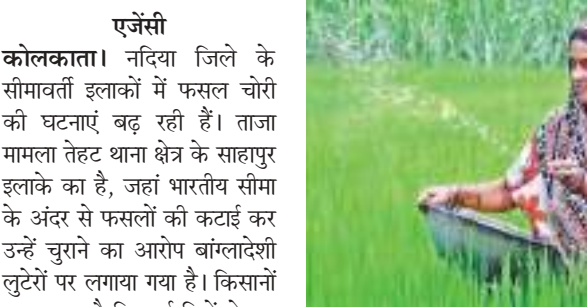 एजेंसी
कोलकाता। नदिया जिले के
सीमावर्ती इलाकों में फसल चोरी
की घटनाएं बढ़ रही हैं। ताजा
मामला तेहट थाना क्षेत्र के साहापुर
इलाके का है, जहां भारतीय सीमा
के अंदर से फसलों की कटाई कर
उन्हें चुराने का आरोप बांग्लादेशी
लुटेरों पर लगाया गया है। किसानों